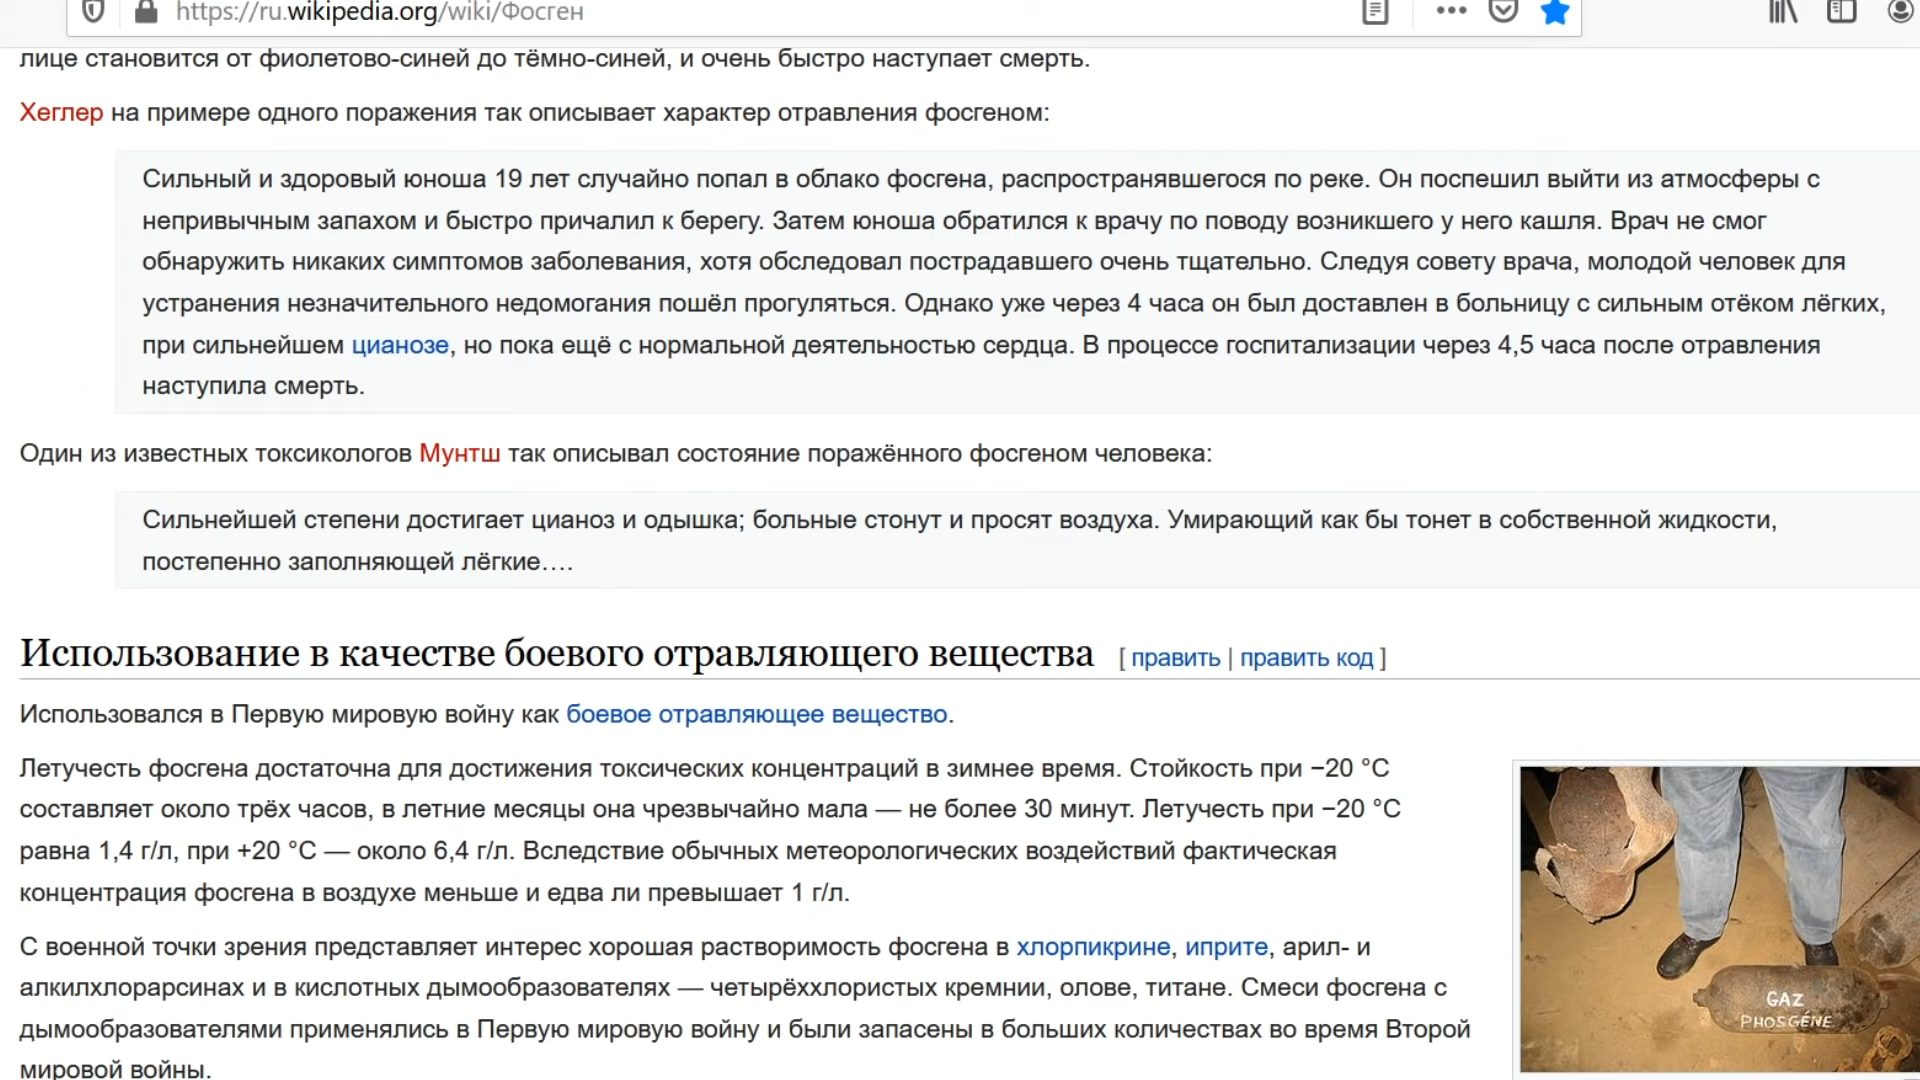 https://ru.wikipedia.org/wiki/Фосген
лице становится от фиолетово-синей до тёмно-синей, и очень быстро наступает смерть.
Хеглер на примере одного поражения так описывает характер отравления фосгеном:
Сильный и здоровый юноша 19 лет случайно попал в облако фосгена, распространявшегося по реке. Он поспешил выйти из атмосферы с
непривычным запахом и быстро причалил к берегу. Затем юноша обратился к врачу по поводу возникшего у него кашля. Врач не смог
обнаружить никаких симптомов заболевания, хотя обследовал пострадавшего очень тщательно. Следуя совету врача, молодой человек для
устранения незначительного недомогания пошёл прогуляться. Однако уже через 4 часа он был доставлен в больницу с сильным отёком лёгких,
при сильнейшем цианозе, но пока ещё с нормальной деятельностью сердца. В процессе госпитализации через 4,5 часа после отравления
наступила смерть.
Один из известных токсикологов Мунтш так описывал состояние поражённого фосгеном человека:
Сильнейшей степени достигает цианоз и одышка; больные стонут и просят воздуха. Умирающий как бы тонет в собственной жидкости,
постепенно заполняющей лёгкие….
Использование в качестве боевого отравляющего вещества [ править | править код ]
Использовался в Первую мировую войну как боевое отравляющее вещество.
Летучесть фосгена достаточна для достижения токсических концентраций в зимнее время. Стойкость при −20 °C
составляет около трёх часов, в летние месяцы она чрезвычайно мала — не более 30 минут. Летучесть при −20 °C
равна 1,4 г/л, при +20 °C — около 6,4 г/л. Вследствие обычных метеорологических воздействий фактическая
концентрация фосгена в воздухе меньше и едва ли превышает 1 г/л.
С военной точки зрения представляет интерес хорошая растворимость фосгена в хлорпикрине, иприте, арил- и
алкилхлорарсинах и в кислотных дымообразователях — четырёххлористых кремнии, олове, титане. Смеси фосгена с
дымообразователями применялись в Первую мировую войну и были запасены в больших количествах во время Второй
мировой войны.
GAZ
PHOSGÉNE